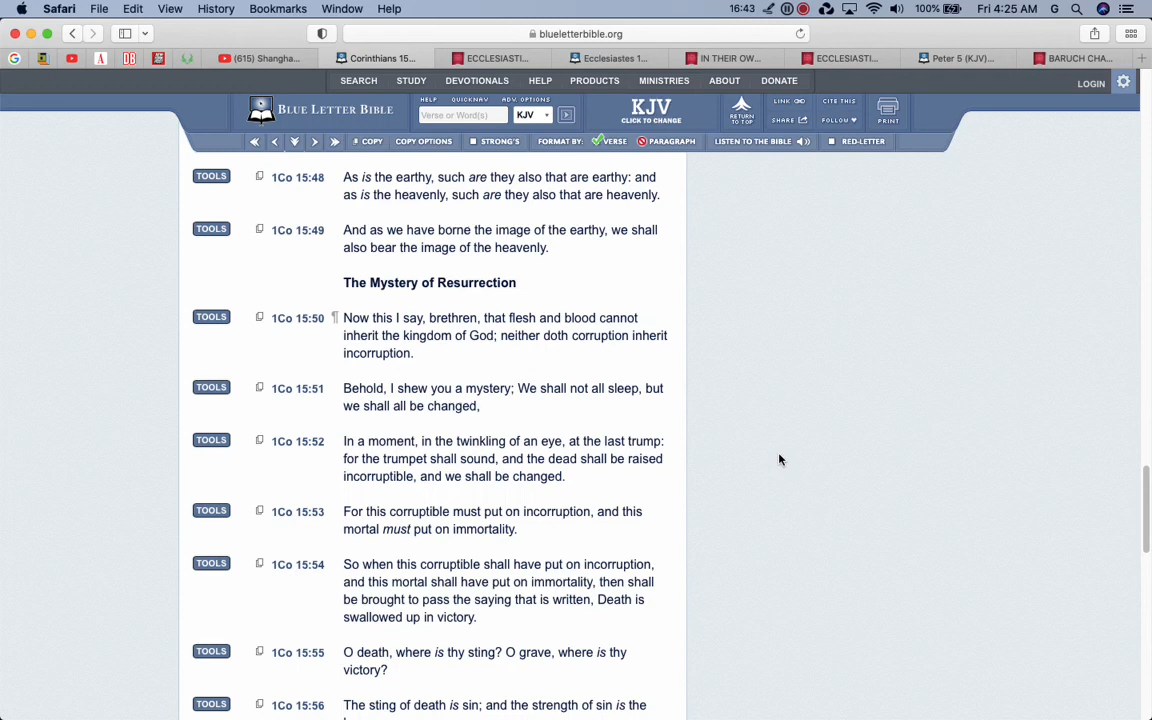 Safari File Edit View History Bookmarks Window Help 16:43 100% Fri 4:25 AM G
blueletterbible.org
(615) Shangha... Corinthians 15... ECCLESIASTI... Ecclesiastes 1... IN THEIR OW... ECCLESIASTI... Peter 5 (KJV)... BARUCH CHA...
SEARCH STUDY DEVOTIONALS HELP PRODUCTS MINISTRIES ABOUT DONATE LOGIN
HELP QUICKNAV ADV. OPTIONS
BLUE LETTER BIBLE Verse or Word(s) KJV
KJV
CLICK TO CHANGE
RETURN
TO TOP
LINK CITE THIS
SHARE FOLLOW PRINT
COPY COPY OPTIONS STRONG'S FORMAT BY: VERSE PARAGRAPH LISTEN TO THE BIBLE RED-LETTER
TOOLS 1Co 15:48 As is the earthy, such are they also that are earthy: and
as is the heavenly, such are they also that are heavenly.
TOOLS 1Co 15:49 And as we have borne the image of the earthy, we shall
also bear the image of the heavenly.
The Mystery of Resurrection
TOOLS 1Co 15:50 ¶ Now this I say, brethren, that flesh and blood cannot
inherit the kingdom of God; neither doth corruption inherit
incorruption.
TOOLS 1Co 15:51 Behold, I shew you a mystery; We shall not all sleep, but
we shall all be changed,
TOOLS 1Co 15:52 In a moment, in the twinkling of an eye, at the last trump:
for the trumpet shall sound, and the dead shall be raised
incorruptible, and we shall be changed.
TOOLS 1Co 15:53 For this corruptible must put on incorruption, and this
mortal must put on immortality.
TOOLS 1Co 15:54 So when this corruptible shall have put on incorruption,
and this mortal shall have put on immortality, then shall
be brought to pass the saying that is written, Death is
swallowed up in victory.
TOOLS 1Co 15:55 O death, where is thy sting? O grave, where is thy
victory?
TOOLS 1Co 15:56 The sting of death is sin; and the strength of sin is the